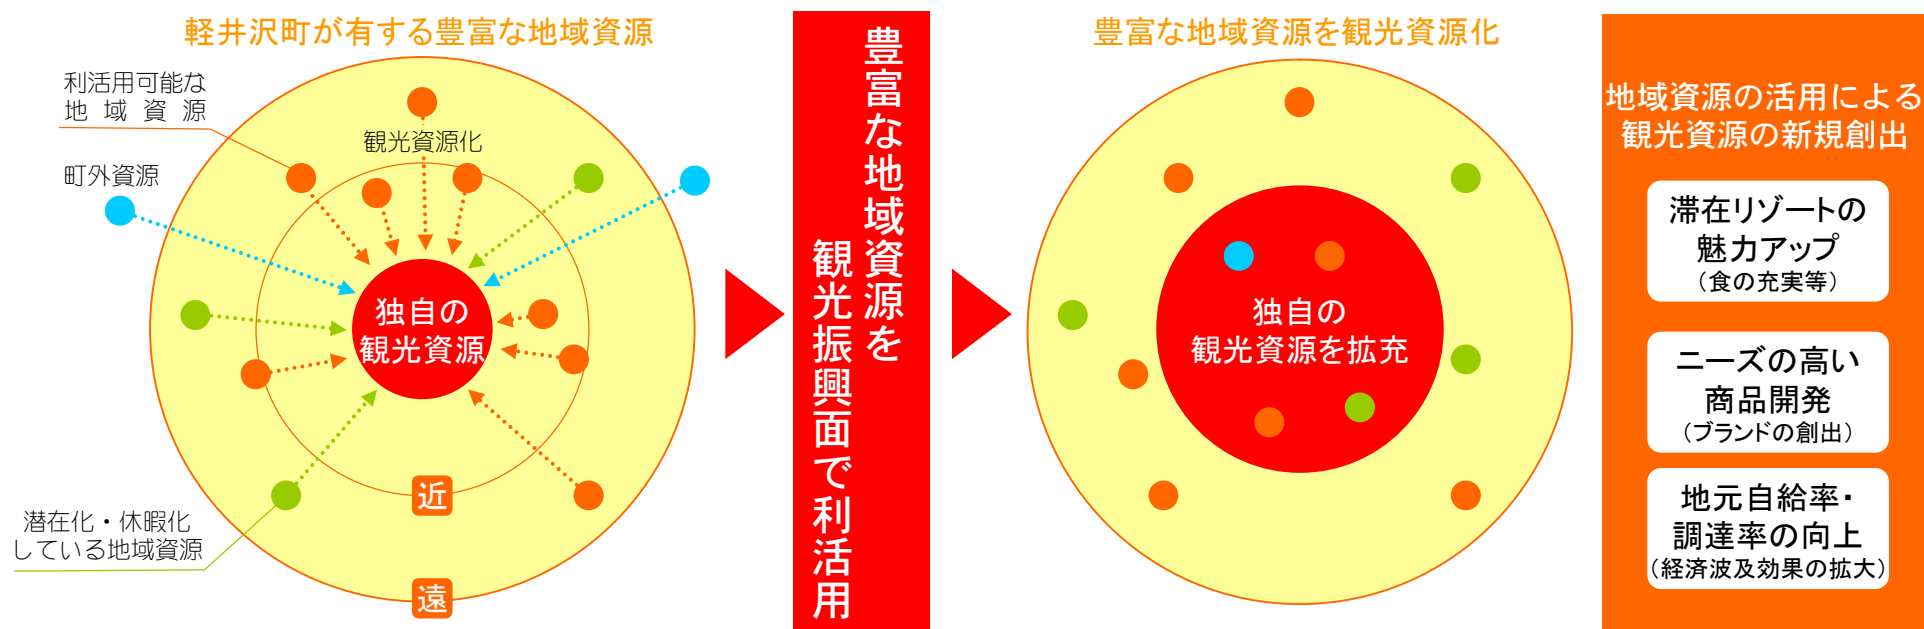 軽井沢町が有する豊富な地域資源
利活用可能な
地域資源
町外資源
観光資源化
独自の
観光資源
近
遠
潜在化・休暇化
している地域資源
豊富な地域資源を
観光振興面で利活用
豊富な地域資源を観光資源化
独自の
観光資源を拡充
地域資源の活用による
観光資源の新規創出
滞在リゾートの
魅力アップ
（食の充実等）
ニーズの高い
商品開発
（ブランドの創出）
地元自給率・
調達率の向上
（経済波及効果の拡大）